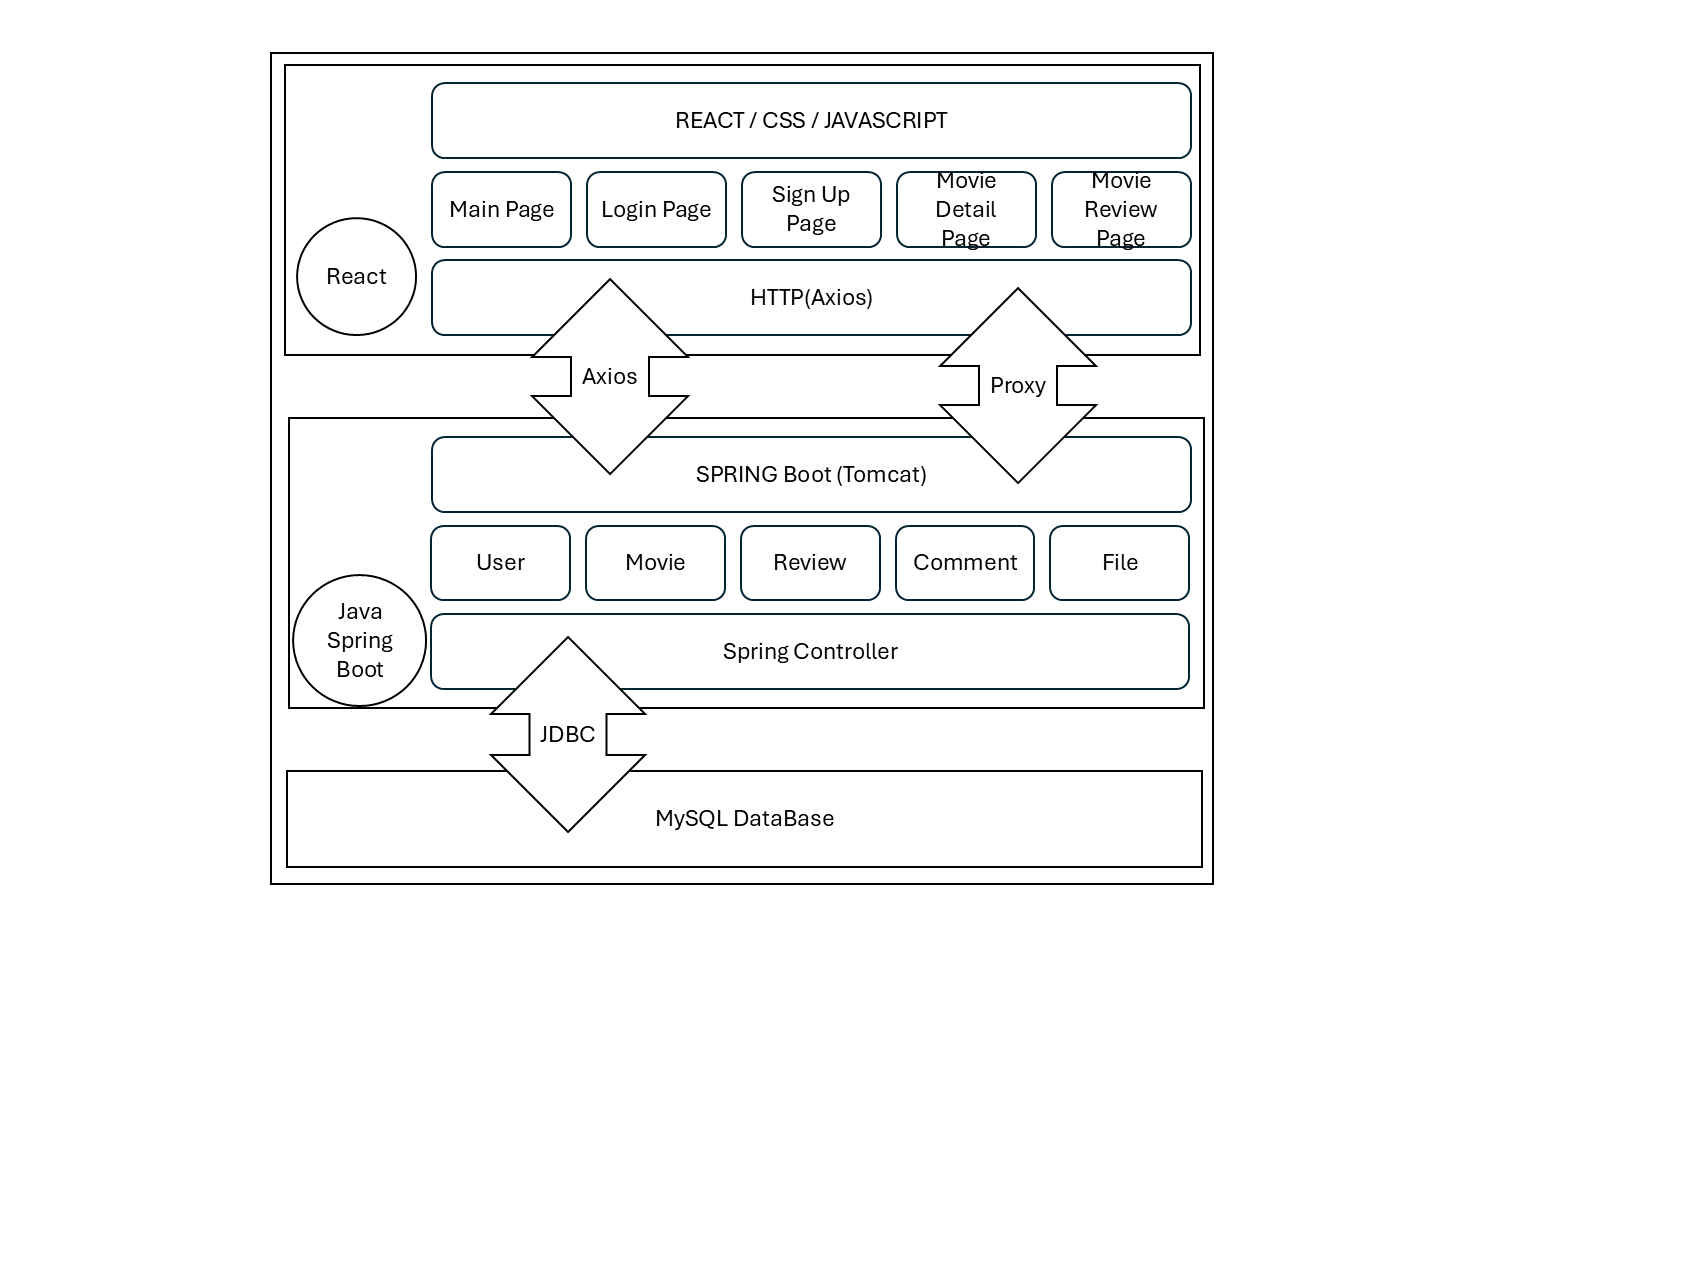 REACT / CSS / JAVASCRIPT
Main Page
Login Page
Sign Up
Page
Movie
Detail
Page
Movie
Review
Page
React
HTTP(Axios)
Axios
Proxy
SPRING Boot (Tomcat)
User
Movie
Review
Comment
File
Java
Spring
Boot
Spring Controller
JDBC
MySQL DataBase